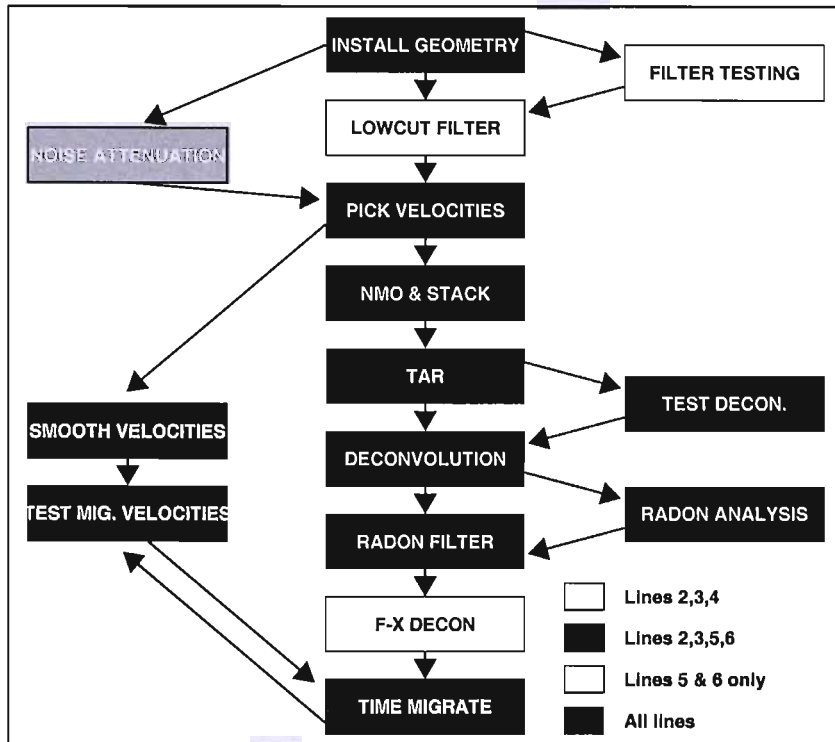 INSTALL GEOMETRY
FILTER TESTING
LOWCUT FILTER
NOISE ATTENUATION
PICK VELOCITIES
NMO & STACK
TAR
TEST DECON.
SMOOTH VELOCITIES
DECONVOLUTION
TEST MIG. VELOCITIES
RADON ANALYSIS
RADON FILTER
F-X DECON
TIME MIGRATE
Lines 2,3,4
Lines 2,3,5,6
Lines 5 & 6 only
All lines